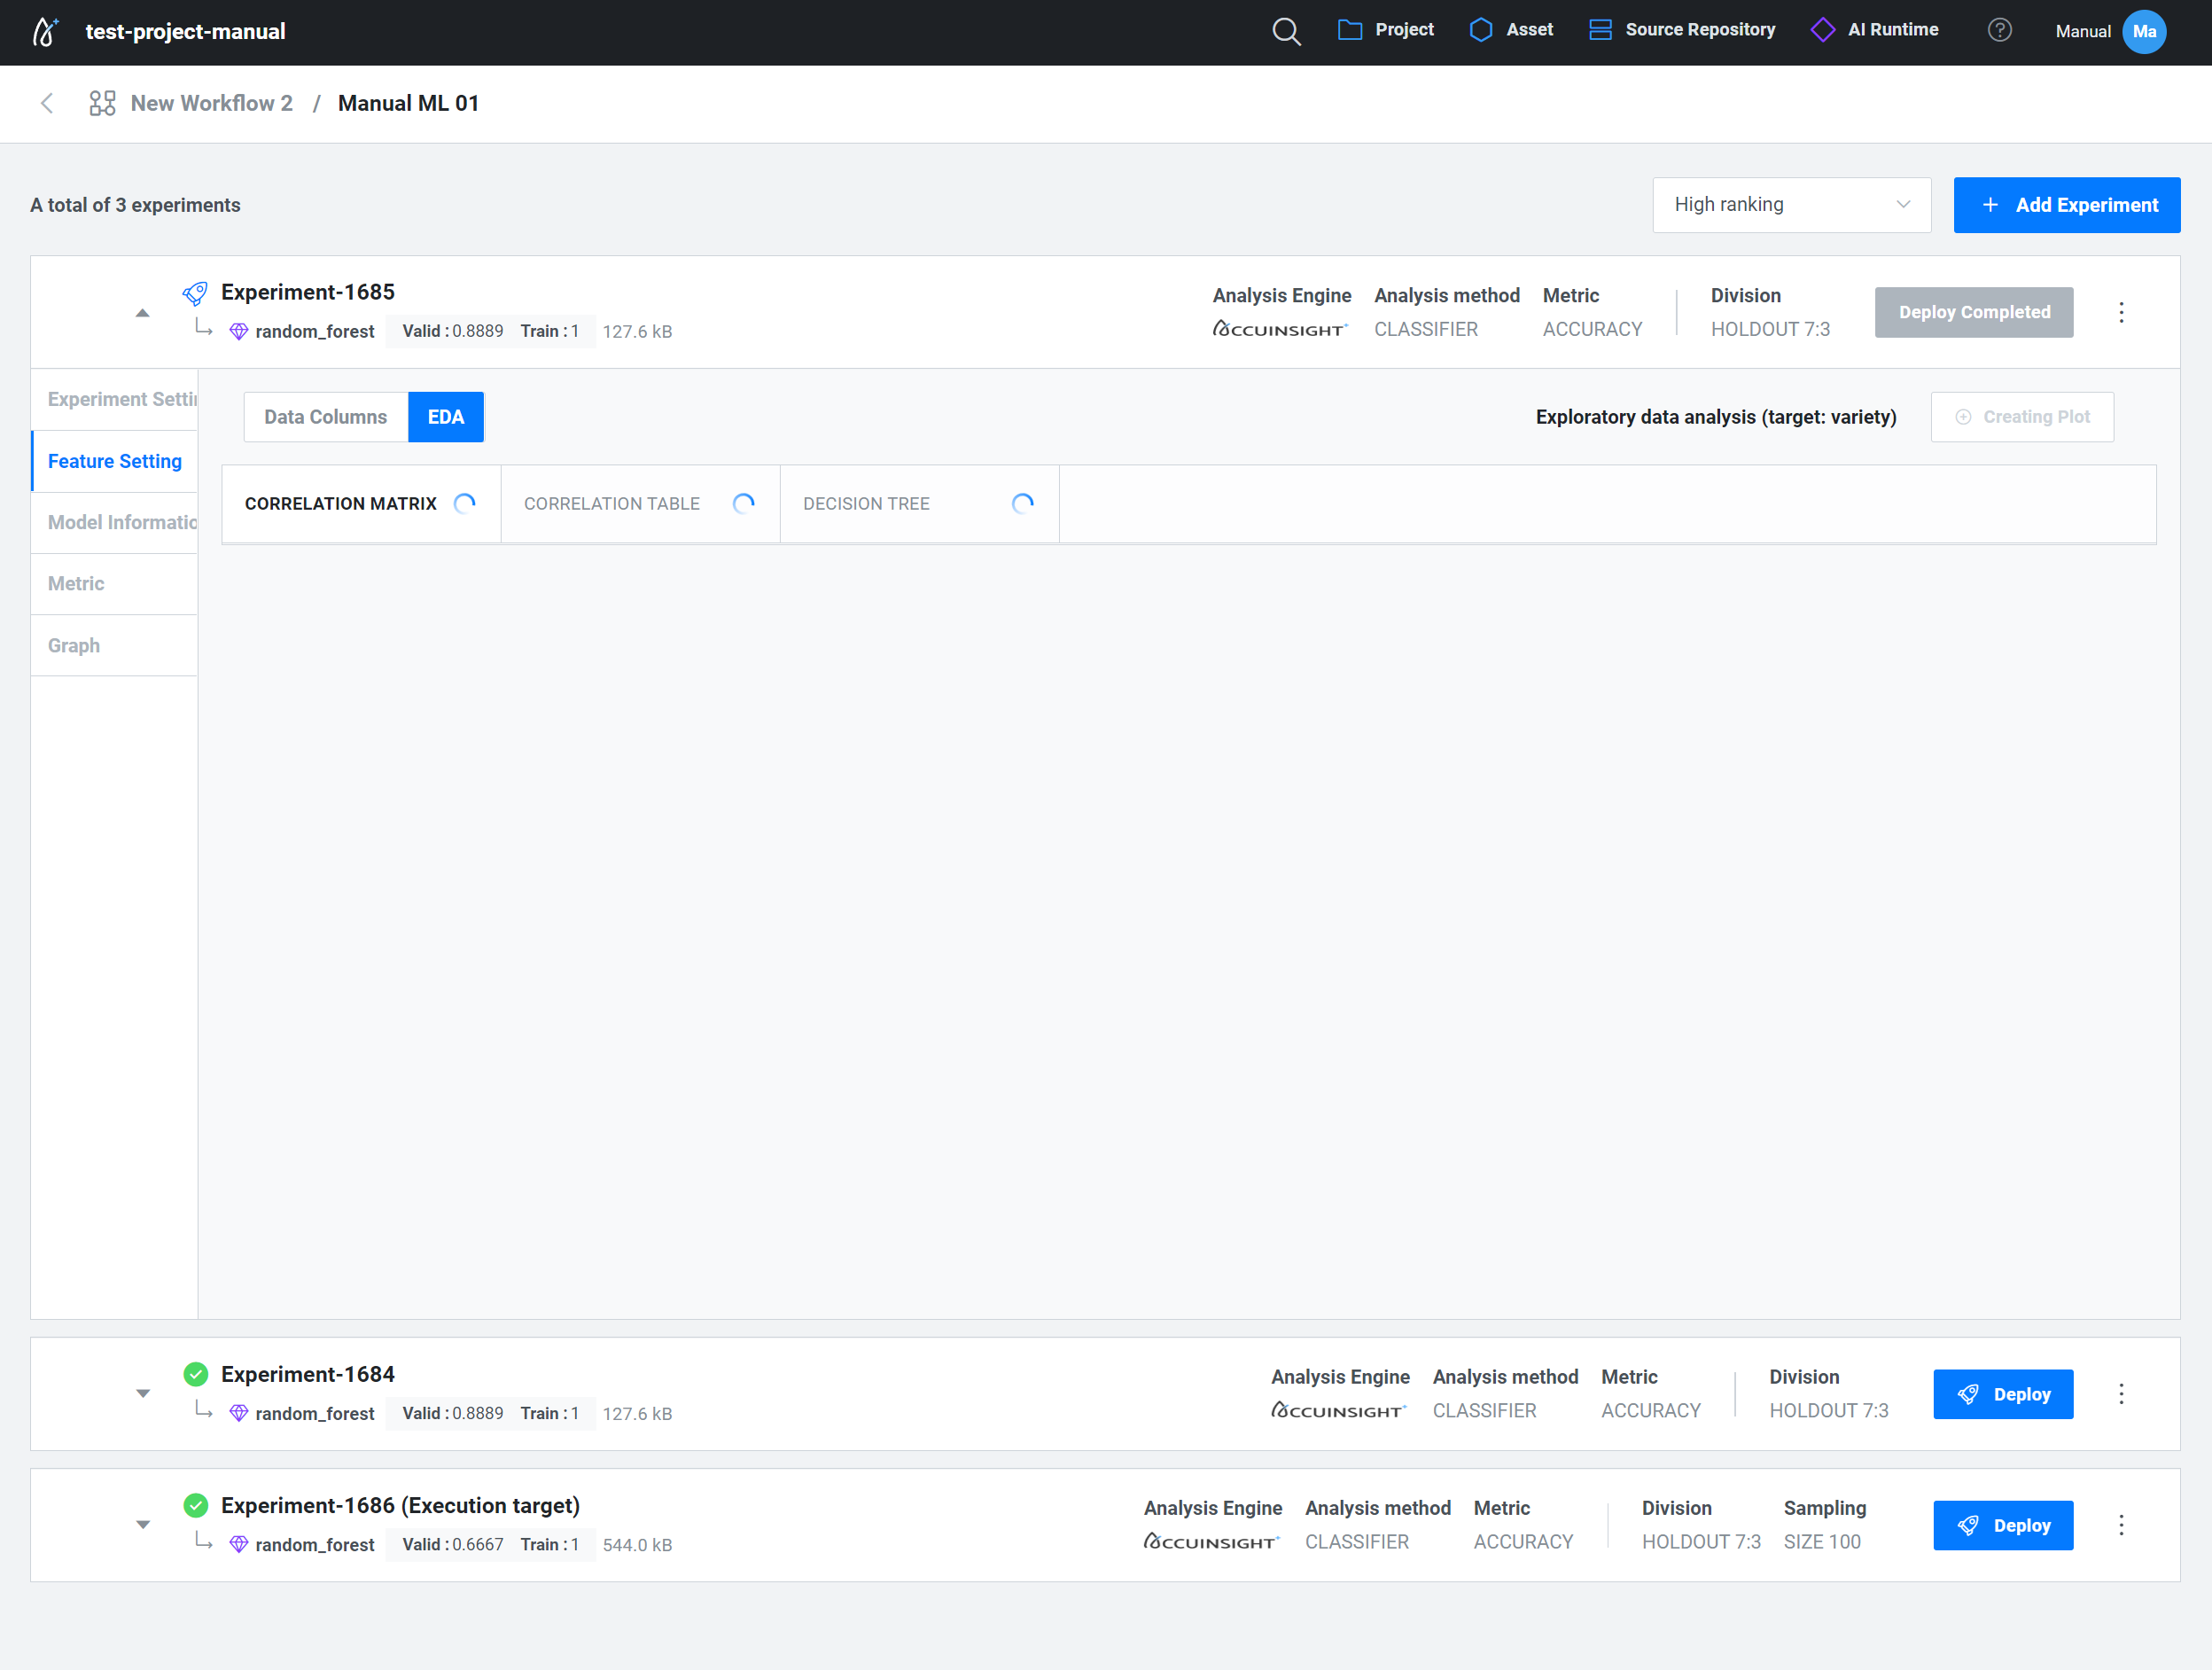 test-project-manual
Project
Asset
Source Repository
AI Runtime
?
Manual
Ma
New Workflow 2 / Manual ML 01
A total of 3 experiments
High ranking
+ Add Experiment
Experiment-1685
random_forest
Valid : 0.8889 Train : 1
127.6 kB
Analysis Engine
ACCUINSIGHT+
Analysis method
CLASSIFIER
Metric
ACCURACY
Division
HOLDOUT 7:3
Deploy Completed
Experiment Settin
Feature Setting
Model Informatio
Metric
Graph
Data Columns
EDA
Exploratory data analysis (target: variety)
Creating Plot
CORRELATION MATRIX
CORRELATION TABLE
DECISION TREE
Experiment-1684
random_forest
Valid : 0.8889 Train : 1
127.6 kB
Analysis Engine
ACCUINSIGHT+
Analysis method
CLASSIFIER
Metric
ACCURACY
Division
HOLDOUT 7:3
Deploy
Experiment-1686 (Execution target)
random_forest
Valid : 0.6667 Train : 1
544.0 kB
Analysis Engine
ACCUINSIGHT+
Analysis method
CLASSIFIER
Metric
ACCURACY
Division
HOLDOUT 7:3
Sampling
SIZE 100
Deploy